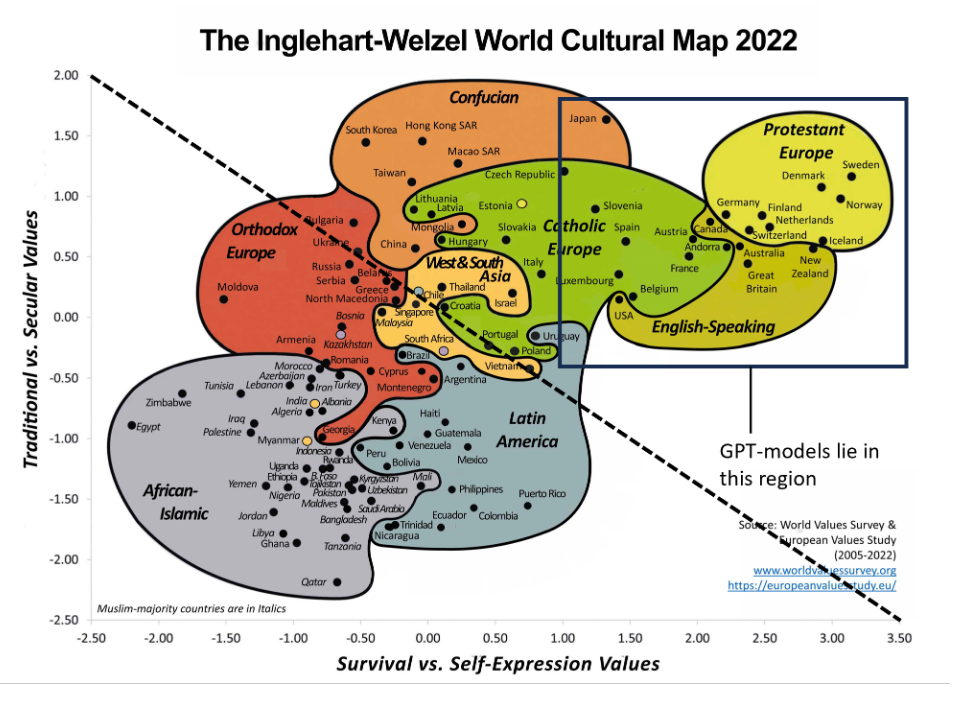 The Inglehart-Welzel World Cultural Map 2022
Traditional vs. Secular Values
2.00
1.50
1.00
0.50
0.00
-0.50
-1.00
-1.50
-2.00
-2.50
Confucian
South Korea
Hong Kong SAR
Macao SAR
Taiwan
Japan
Protestant
Europe
Sweden
Denmark
Norway
Germany
Finland
Netherlands
Switzerland
Iceland
Czech Republic
Lithuania
Latvia
Estonia
Slovenia
Mongolia
Hungary
Slovakia
Catholic
Europe
Spain
Austria
Canada
Andorra
Australia
New
Zealand
Great
Britain
France
Italy
Luxembourg
Belgium
USA
English-Speaking
Orthodox
Europe
Bulgaria
Ukraine
China
Russia
Belarus
Serbia
Greece
North Macedonia
Moldova
Bosnia
Kazakhstan
Armenia
Romania
Cyprus
Montenegro
Georgia
West & South
Asia
Thailand
Israel
Chile
Singapore
Croatia
Malaysia
South Africa
Portugal
Poland
Uruguay
Vietnam
Brazil
Argentina
Latin
America
Haiti
Guatemala
Venezuela
Mexico
Peru
Bolivia
Philippines
Puerto Rico
Ecuador
Colombia
Trinidad
Nicaragua
Morocco
Azerbaijan
Lebanon
Iran
Turkey
Tunisia
India
Albania
Algeria
Zimbabwe
Egypt
Iraq
Palestine
Kenya
Myanmar
Indonesia
Rwanda
Uganda
Ethiopia
B. Faso
Kyrgyzstan
Tajikistan
Mali
Yemen
Nigeria
Pakistan
Uzbekistan
Maldives
Saudi Arabia
Bangladesh
African-
Islamic
Jordan
Libya
Ghana
Tanzania
Qatar
GPT-models lie in
this region
Source: World Values Survey &
European Values Study
(2005-2022)
www.worldvaluessurvey.org
https://europeanvaluesstudy.eu/
Muslim-majority countries are in Italics
-2.50 -2.00 -1.50 -1.00 -0.50 0.00 0.50 1.00 1.50 2.00 2.50 3.00 3.50
Survival vs. Self-Expression Values